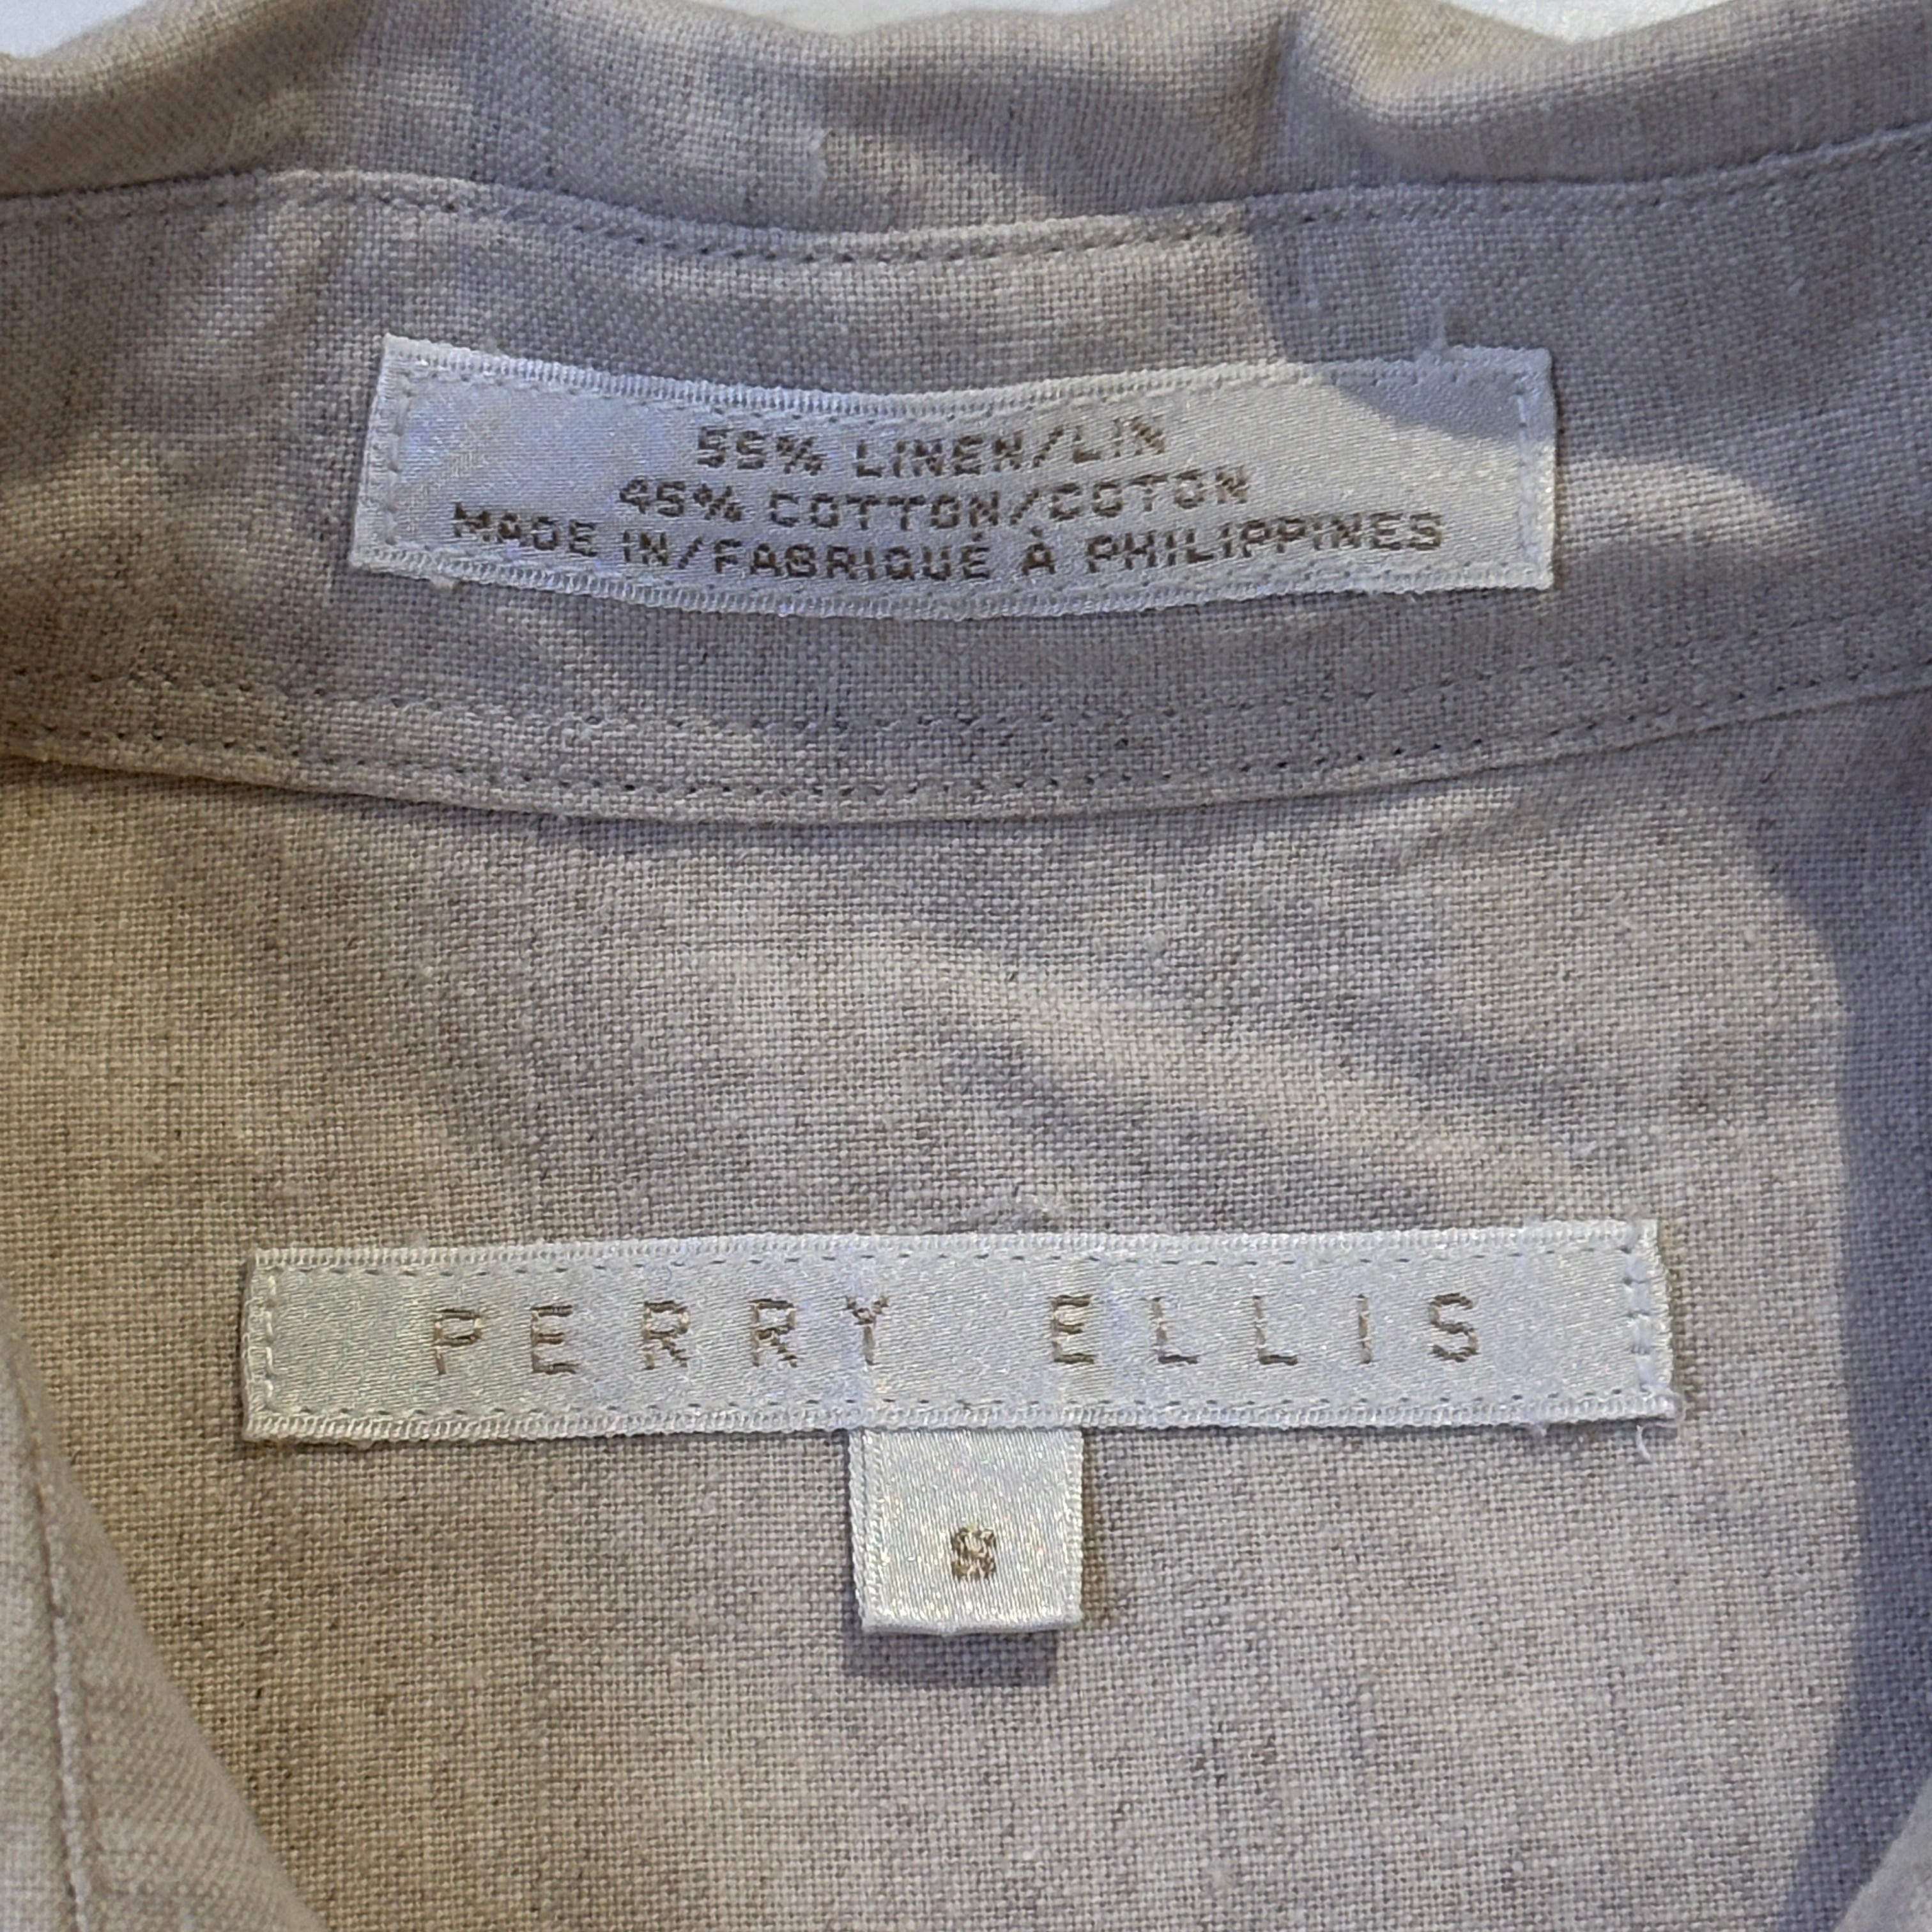 55% LINEN/LIN
45% COTTON/COTON
MADE IN/FABRIQUÉ À PHILIPPINES
PERRY ELLIS
S